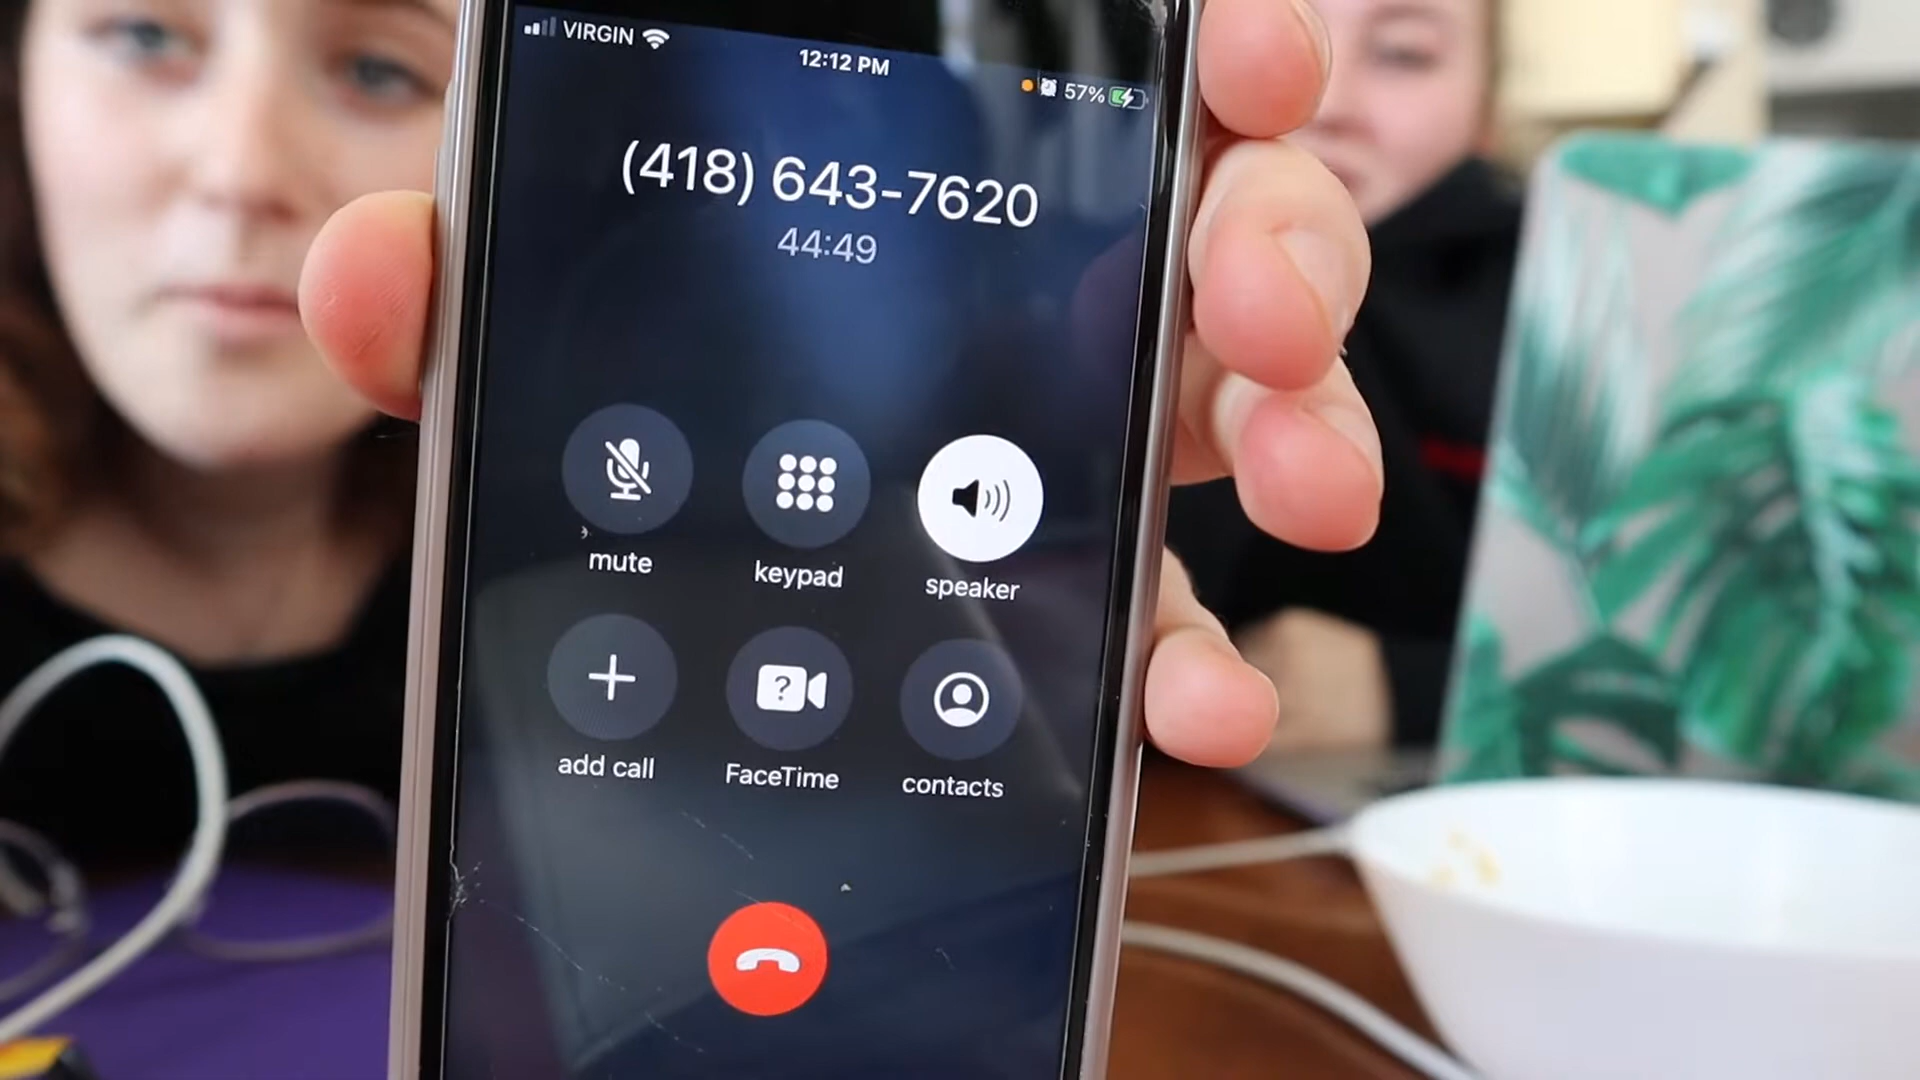 VIRGIN
12:12 PM
57%
(418) 643-7620
44:49
mute keypad speaker
?
add call FaceTime contacts